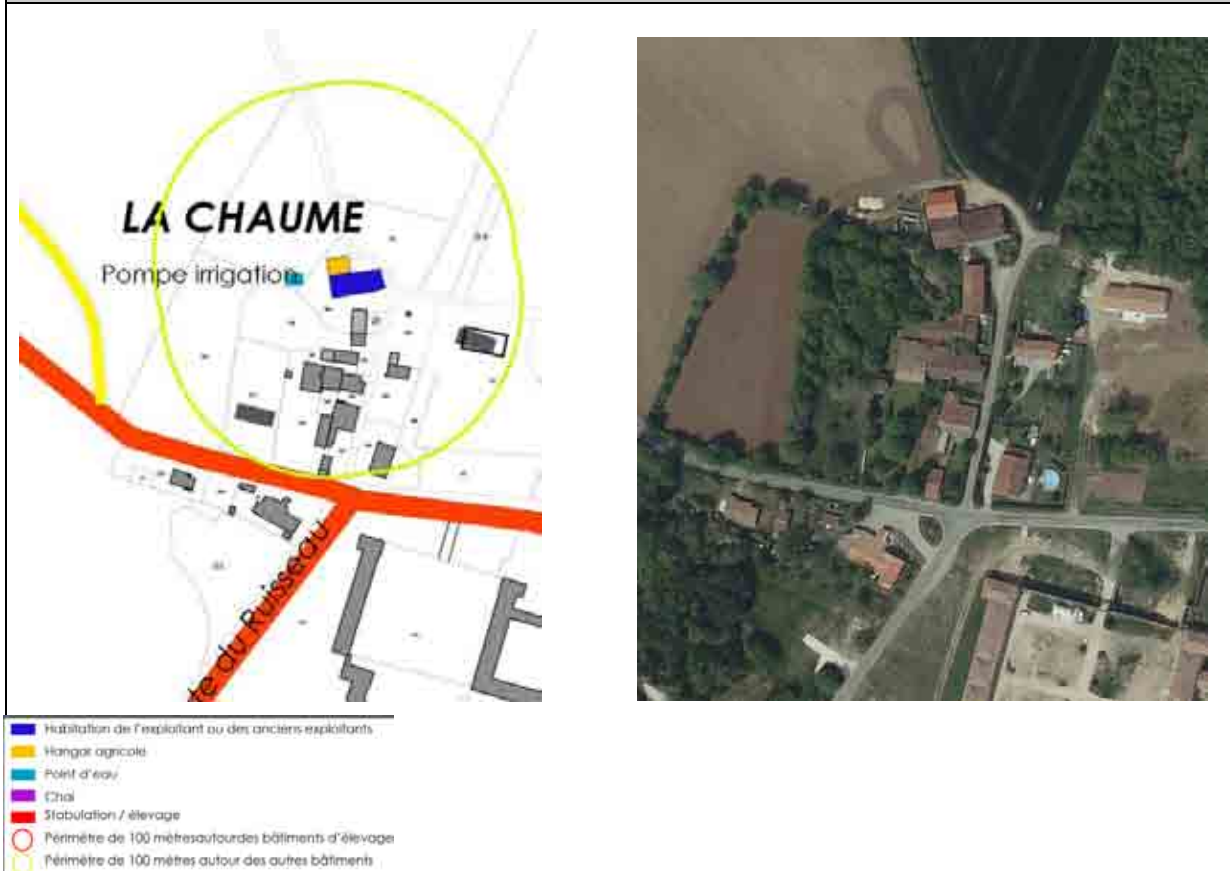 LA CHAUME
Pompe irrigation
te du Ruisseau
Habitation de l'exploitant ou des anciens exploitants
Hangar agricole
Point d'eau
Chai
Stabulation / élevage
Périmètre de 100 mètresautourdes bâtiments d'élevage
Périmètre de 100 mètres autour des autres bâtiments